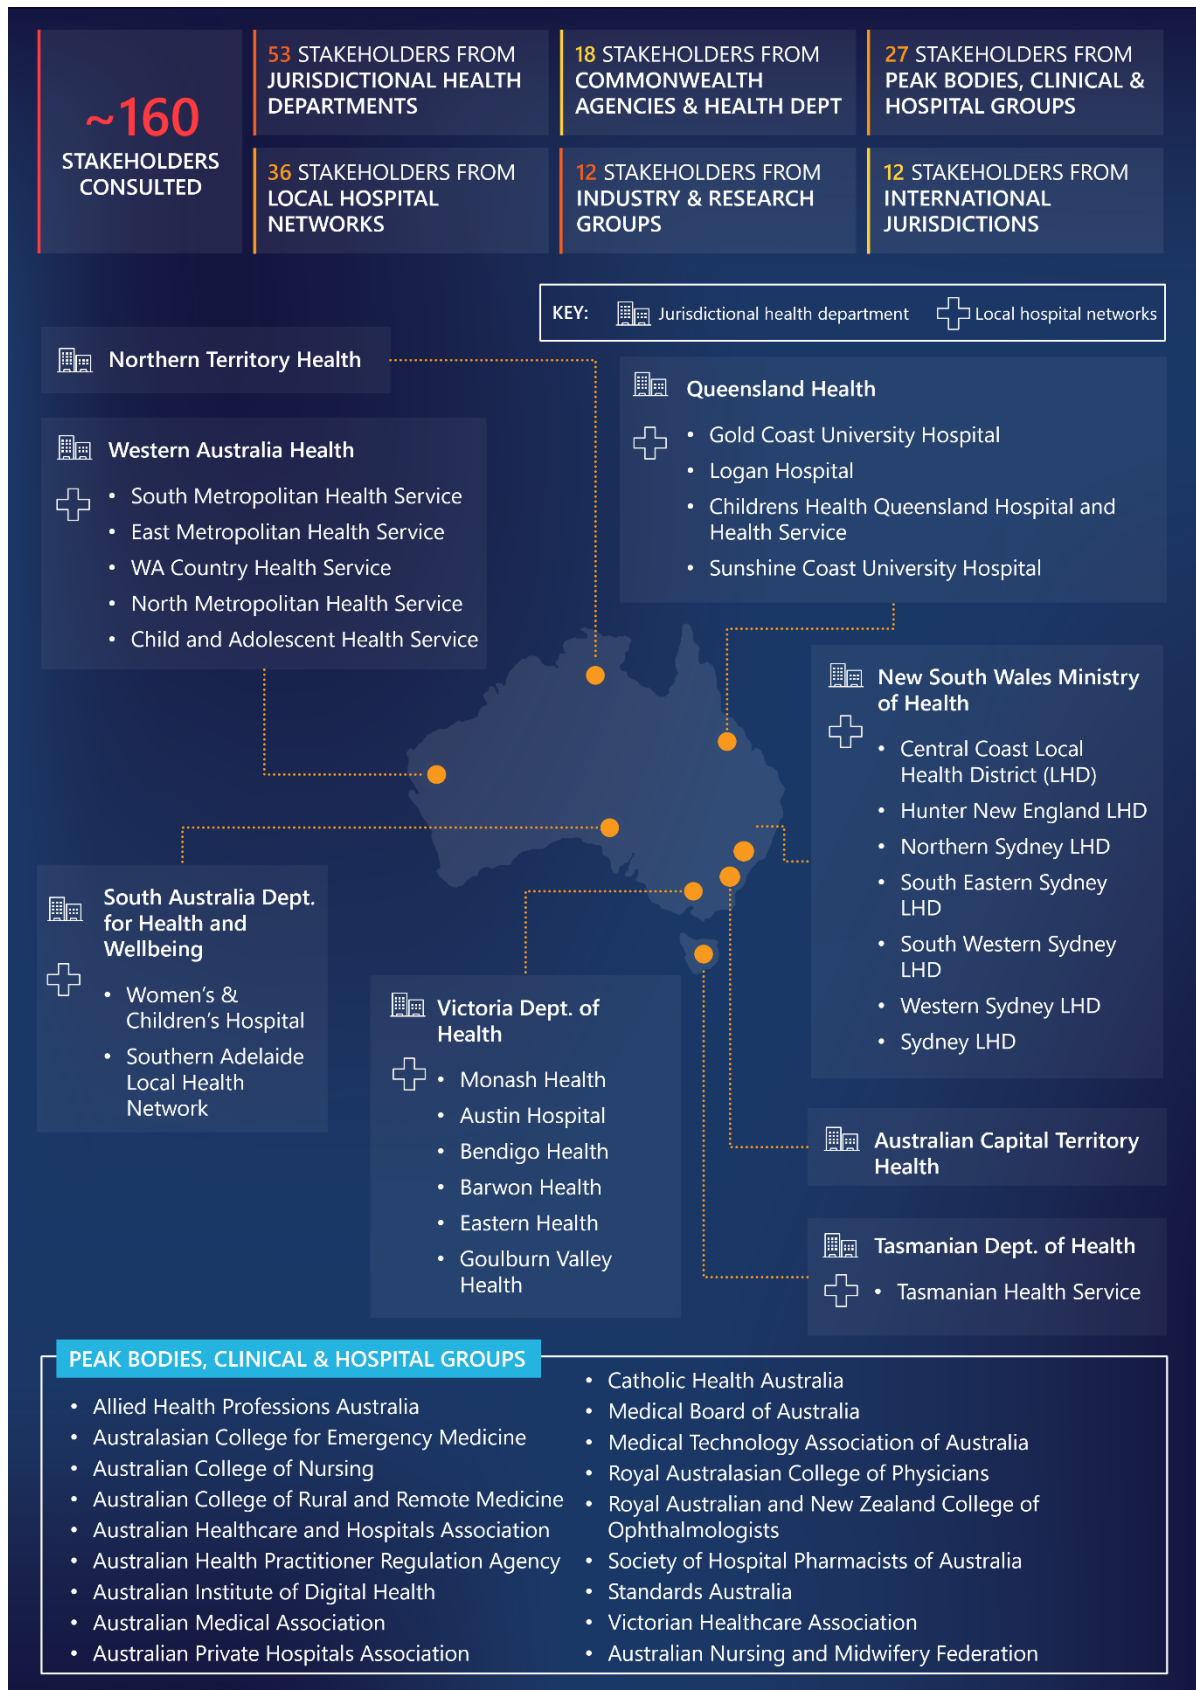 ~160
STAKEHOLDERS
CONSULTED
53 STAKEHOLDERS FROM
JURISDICTIONAL HEALTH
DEPARTMENTS
18 STAKEHOLDERS FROM
COMMONWEALTH
AGENCIES & HEALTH DEPT
27 STAKEHOLDERS FROM
PEAK BODIES, CLINICAL &
HOSPITAL GROUPS
36 STAKEHOLDERS FROM
LOCAL HOSPITAL
NETWORKS
12 STAKEHOLDERS FROM
INDUSTRY & RESEARCH
GROUPS
12 STAKEHOLDERS FROM
INTERNATIONAL
JURISDICTIONS
KEY: Jurisdictional health department Local hospital networks
Northern Territory Health
Western Australia Health
• South Metropolitan Health Service
• East Metropolitan Health Service
• WA Country Health Service
• North Metropolitan Health Service
• Child and Adolescent Health Service
Queensland Health
• Gold Coast University Hospital
• Logan Hospital
• Childrens Health Queensland Hospital and
Health Service
• Sunshine Coast University Hospital
New South Wales Ministry
of Health
• Central Coast Local
Health District (LHD)
• Hunter New England LHD
• Northern Sydney LHD
• South Eastern Sydney
LHD
• South Western Sydney
LHD
• Western Sydney LHD
• Sydney LHD
South Australia Dept.
for Health and
Wellbeing
• Women's &
Children's Hospital
• Southern Adelaide
Local Health
Network
Victoria Dept. of
Health
• Monash Health
• Austin Hospital
• Bendigo Health
• Barwon Health
• Eastern Health
• Goulburn Valley
Health
Australian Capital Territory
Health
Tasmanian Dept. of Health
• Tasmanian Health Service
PEAK BODIES, CLINICAL & HOSPITAL GROUPS
• Allied Health Professions Australia
• Australasian College for Emergency Medicine
• Australian College of Nursing
• Australian College of Rural and Remote Medicine
• Australian Healthcare and Hospitals Association
• Australian Health Practitioner Regulation Agency
• Australian Institute of Digital Health
• Australian Medical Association
• Australian Private Hospitals Association
• Catholic Health Australia
• Medical Board of Australia
• Medical Technology Association of Australia
• Royal Australasian College of Physicians
• Royal Australian and New Zealand College of
Ophthalmologists
• Society of Hospital Pharmacists of Australia
• Standards Australia
• Victorian Healthcare Association
• Australian Nursing and Midwifery Federation